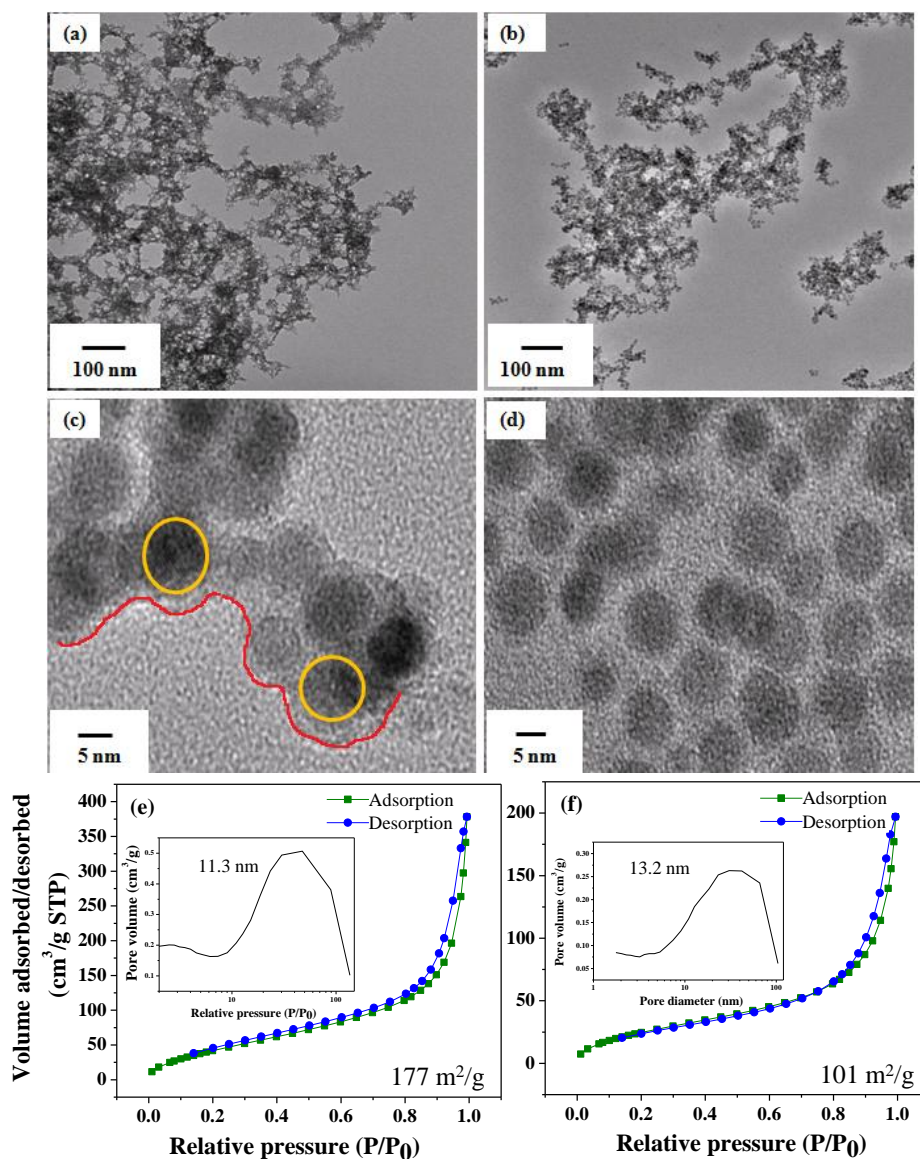 (a)
100 nm
(b)
100 nm
(c)
5 nm
(d)
5 nm
Volume adsorbed/desorbed
(cm³/g STP)
(e)
Adsorption
Desorption
400
350
300
250
200
150
100
50
0
0.0 0.2 0.4 0.6 0.8 1.0
Relative pressure (P/P₀)
177 m²/g
11.3 nm
Pore volume (cm³/g)
0.5
0.4
0.3
0.2
0.1
10 100
Relative pressure (P/P₀)
(f)
Adsorption
Desorption
200
150
100
50
0
0.0 0.2 0.4 0.6 0.8 1.0
Relative pressure (P/P₀)
101 m²/g
13.2 nm
Pore volume (cm³/g)
0.30
0.25
0.20
0.15
0.10
0.05
1 10 100
Pore diameter (nm)